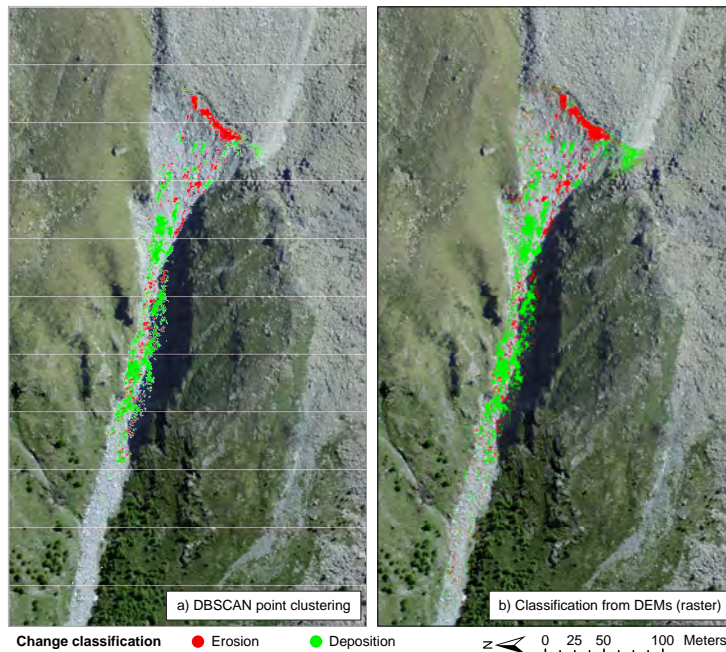 a) DBSCAN point clustering
b) Classification from DEMs (raster)
Change classification Erosion Deposition
N 0 25 50 100 Meters